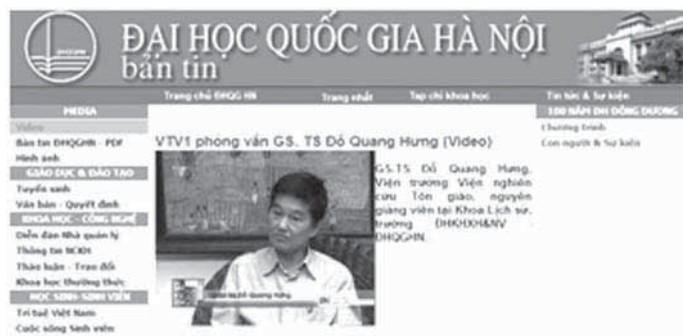 ĐẠI HỌC QUỐC GIA HÀ NỘI
bản tin
Trang chủ ĐHQG HN
Trang nhất
Tạp chí khoa học
Tin tức & Sự kiện
MEDIA
Video
Bản tin ĐHQGHN - PDF
Hình ảnh
GIÁO DỤC & ĐÀO TẠO
Tuyển sinh
Văn bản - Quyết định
KHOA HỌC - CÔNG NGHỆ
Diễn đàn Nhà quản lý
Thông tin NCKH
Thảo luận - Trao đổi
Khoa học thường thức
HỌC SINH-SINH VIÊN
Trí tuệ Việt Nam
Cuộc sống Sinh viên
VTV1 phỏng vấn GS. TS Đỗ Quang Hưng (Video)
GS.TS Đỗ Quang Hưng,
Viện trưởng Viện nghiên
cứu Tôn giáo, nguyên
giảng viên tại Khoa Lịch sử,
trường ĐHKHXH&NV -
ĐHQGHN.
Đỗ Quang Hưng
100 NĂM ĐH ĐÔNG DƯƠNG
Chương trình
Con người & Sự kiện